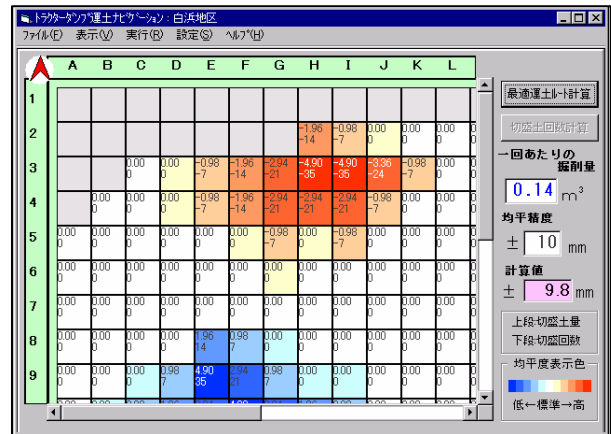 ﾄﾗｸﾀｰﾀﾞﾝﾌﾟ運土ﾅﾋﾞｹﾞｰｼｮﾝ：白浜地区
ﾌｧｲﾙ(F) 表示(V) 実行(R) 設定(S) ﾍﾙﾌﾟ(H)
A B C D E F G H I J K L
1
2
-1.96 -0.98 0.00 0.00 0.00
-14 -7 0 0 0
3
0.00 0.00 -0.98 -1.96 -2.94 -4.90 -4.90 -3.36 -0.98 0.00
0 0 -7 -14 -21 -35 -35 -24 -7 0
4
0.00 0.00 0.00 -0.98 -1.96 -2.94 -2.94 -2.94 -0.98 0.00 0.00
0 0 0 -7 -14 -21 -21 -21 -7 0 0
5
0.00 0.00 0.00 0.00 0.00 0.00 -0.98 0.00 -0.98 0.00 0.00 0.00
0 0 0 0 0 0 -7 0 -7 0 0 0
6
0.00 0.00 0.00 0.00 0.00 0.00 0.00 0.00 0.00 0.00 0.00 0.00
0 0 0 0 0 0 0 0 0 0 0 0
7
0.00 0.00 0.00 0.00 0.00 0.00 0.00 0.00 0.00 0.00 0.00 0.00
0 0 0 0 0 0 0 0 0 0 0 0
8
0.00 0.00 0.00 0.00 1.96 0.98 0.00 0.00 0.00 0.00 0.00 0.00
0 0 0 0 14 7 0 0 0 0 0 0
9
0.00 0.00 0.00 0.98 4.90 2.94 0.98 0.00 0.00 0.00 0.00 0.00
0 0 0 7 35 21 7 0 0 0 0 0
最適運土ﾙｰﾄ計算
切盛土回数計算
一回あたりの
掘削量
0.14 m³
均平精度
± 10 mm
計算値
± 9.8 mm
上段:切盛土量
下段:切盛回数
均平度表示色
低←標準→高